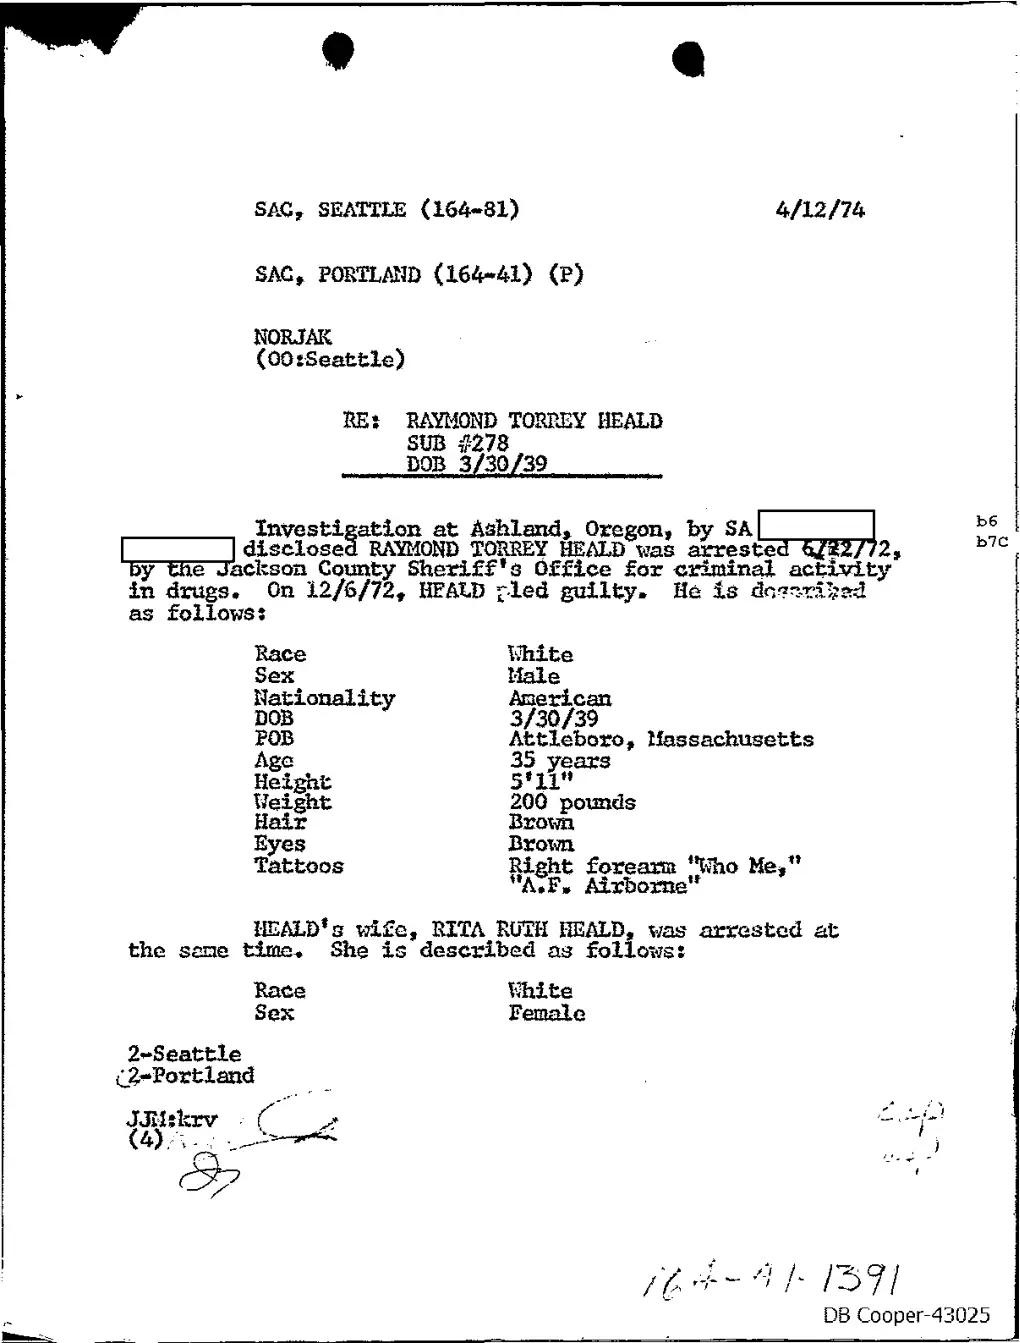 SAC, SEATTLE (164-81) 4/12/74
SAC, PORTLAND (164-41) (P)
NORJAK
(OO:Seattle)
RE: RAYMOND TORREY HEALD
SUB #278
DOB 3/30/39
Investigation at Ashland, Oregon, by SA
b6
b7C
disclosed RAYMOND TORREY HEALD was arrested 6/22/72,
by the Jackson County Sheriff's Office for criminal activity
in drugs. On 12/6/72, HEALD pled guilty. He is described
as follows:
Race White
Sex Male
Nationality American
DOB 3/30/39
POB Attleboro, Massachusetts
Age 35 years
Height 5'11"
Weight 200 pounds
Hair Brown
Eyes Brown
Tattoos Right forearm "Who Me,"
"A.F. Airborne"
HEALD's wife, RITA RUTH HEALD, was arrested at
the same time. She is described as follows:
Race White
Sex Female
2-Seattle
2-Portland
JJM:krv
(4)
164-41-1391
DB Cooper-43025